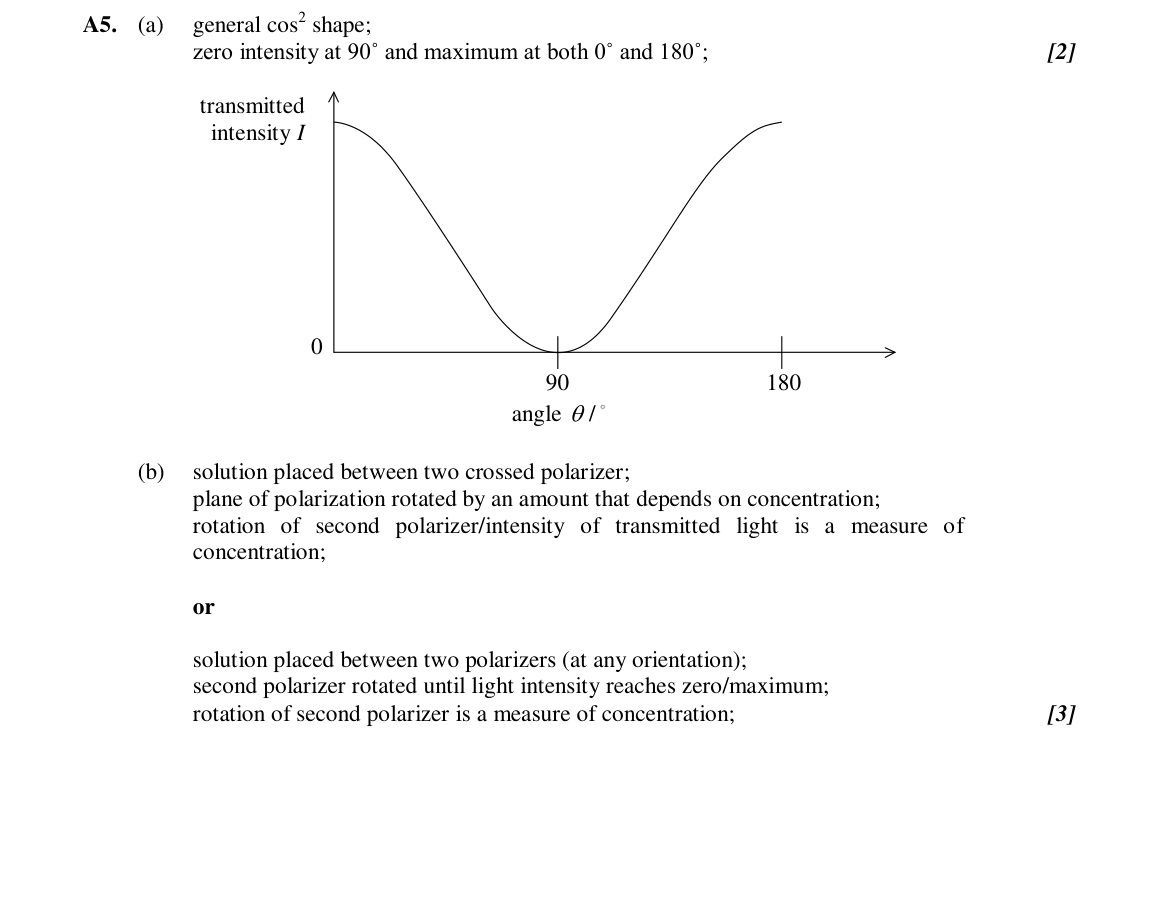 A5. (a) general cos² shape;
zero intensity at 90° and maximum at both 0° and 180°; [2]
transmitted
intensity I
0
90
180
angle θ / °
(b) solution placed between two crossed polarizer;
plane of polarization rotated by an amount that depends on concentration;
rotation of second polarizer/intensity of transmitted light is a measure of
concentration;
or
solution placed between two polarizers (at any orientation);
second polarizer rotated until light intensity reaches zero/maximum;
rotation of second polarizer is a measure of concentration; [3]